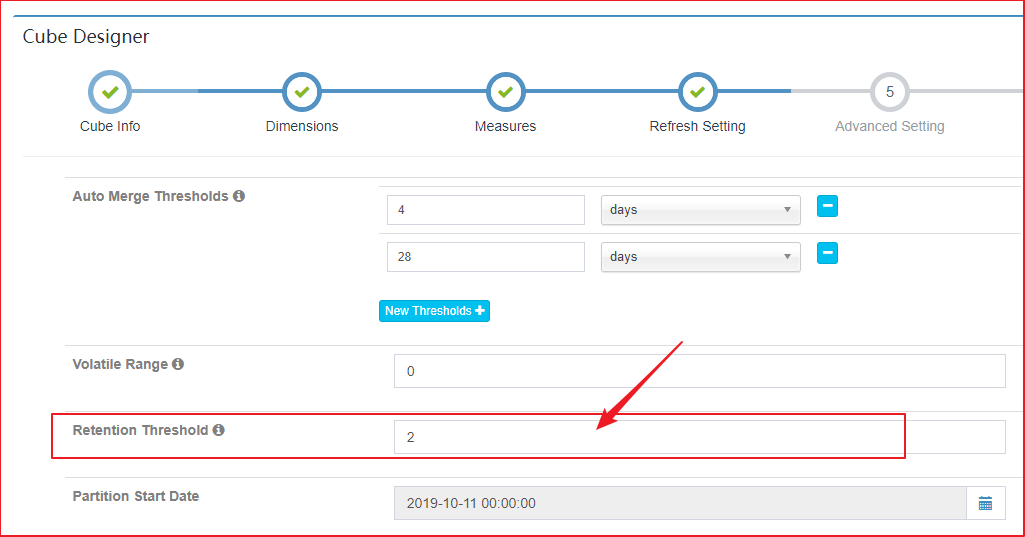 Cube Designer
5
Cube Info Dimensions Measures Refresh Setting Advanced Setting
Auto Merge Thresholds
4 days
28 days
New Thresholds
Volatile Range 0
Retention Threshold 2
Partition Start Date 2019-10-11 00:00:00